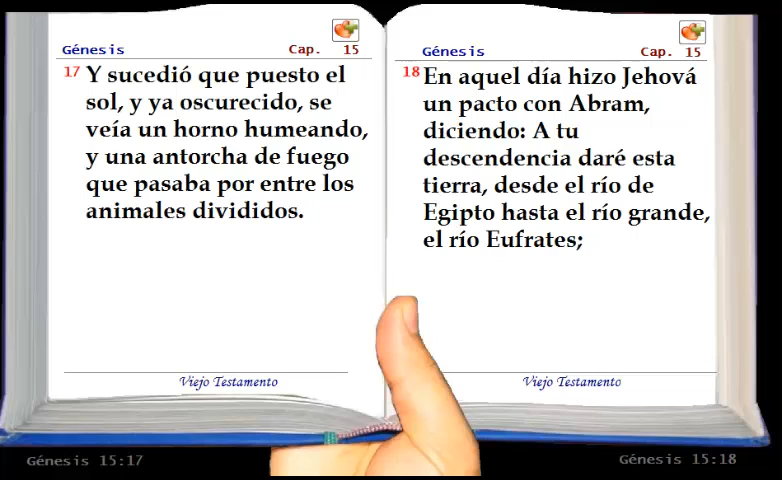 Génesis Cap. 15
17 Y sucedió que puesto el
sol, y ya oscurecido, se
veía un horno humeando,
y una antorcha de fuego
que pasaba por entre los
animales divididos.
Viejo Testamento
Génesis 15:17
Génesis Cap. 15
18 En aquel día hizo Jehová
un pacto con Abram,
diciendo: A tu
descendencia daré esta
tierra, desde el río de
Egipto hasta el río grande,
el río Eufrates;
Viejo Testamento
Génesis 15:18